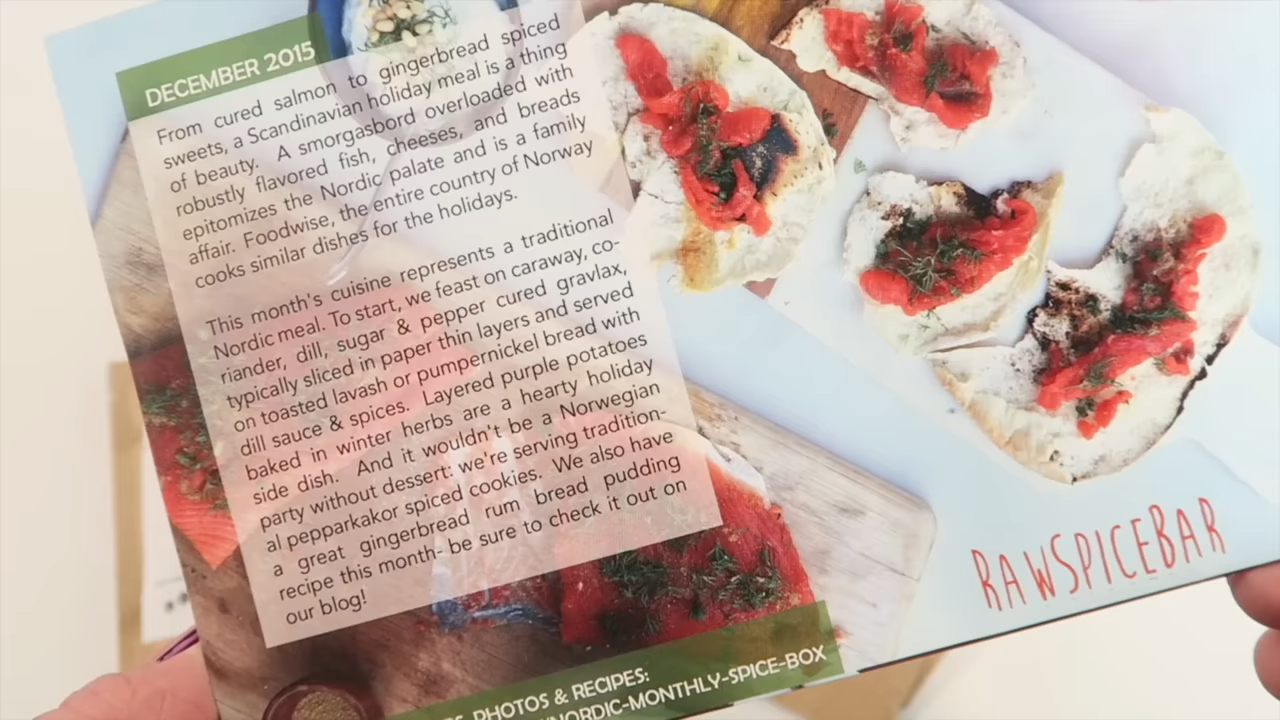 DECEMBER 2015
From cured salmon to gingerbread spiced
sweets, a Scandinavian holiday meal is a thing
of beauty. A smorgasbord overloaded with
robustly flavored fish, cheeses, and breads
epitomizes the Nordic palate and is a family
affair. Foodwise, the entire country of Norway
cooks similar dishes for the holidays.
This month's cuisine represents a traditional
Nordic meal. To start, we feast on caraway, co-
riander, dill, sugar & pepper cured gravlax,
typically sliced in paper thin layers and served
on toasted lavash or pumpernickel bread with
dill sauce & spices. Layered purple potatoes
baked in winter herbs are a hearty holiday
side dish. And it wouldn't be a Norwegian
party without dessert: we're serving tradition-
al pepparkakor spiced cookies. We also have
a great gingerbread rum bread pudding
recipe this month- be sure to check it out on
our blog!
RAWSPICEBAR
PHOTOS & RECIPES:
NORDIC-MONTHLY-SPICE-BOX